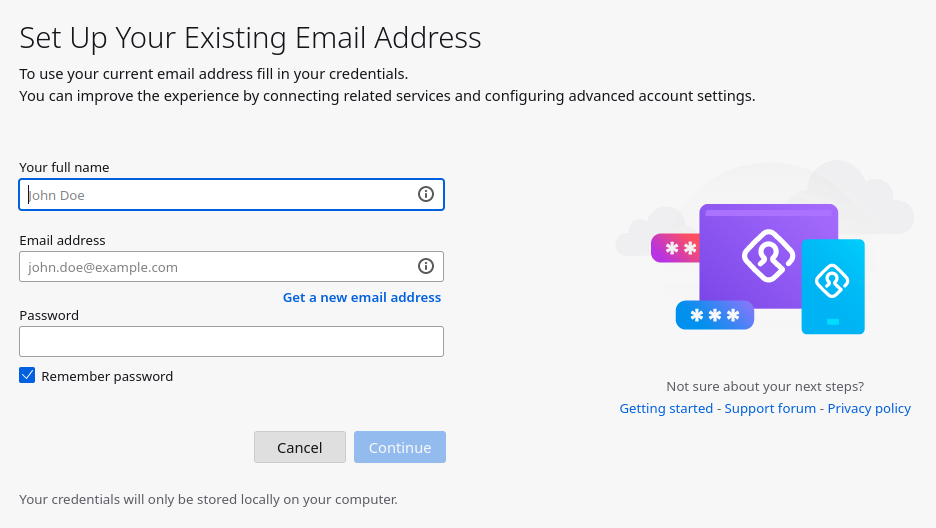 Set Up Your Existing Email Address
To use your current email address fill in your credentials.
You can improve the experience by connecting related services and configuring advanced account settings.
Your full name
John Doe
Email address
john.doe@example.com
Get a new email address
Password
Remember password
Cancel
Continue
Your credentials will only be stored locally on your computer.
**
***
Not sure about your next steps?
Getting started - Support forum - Privacy policy